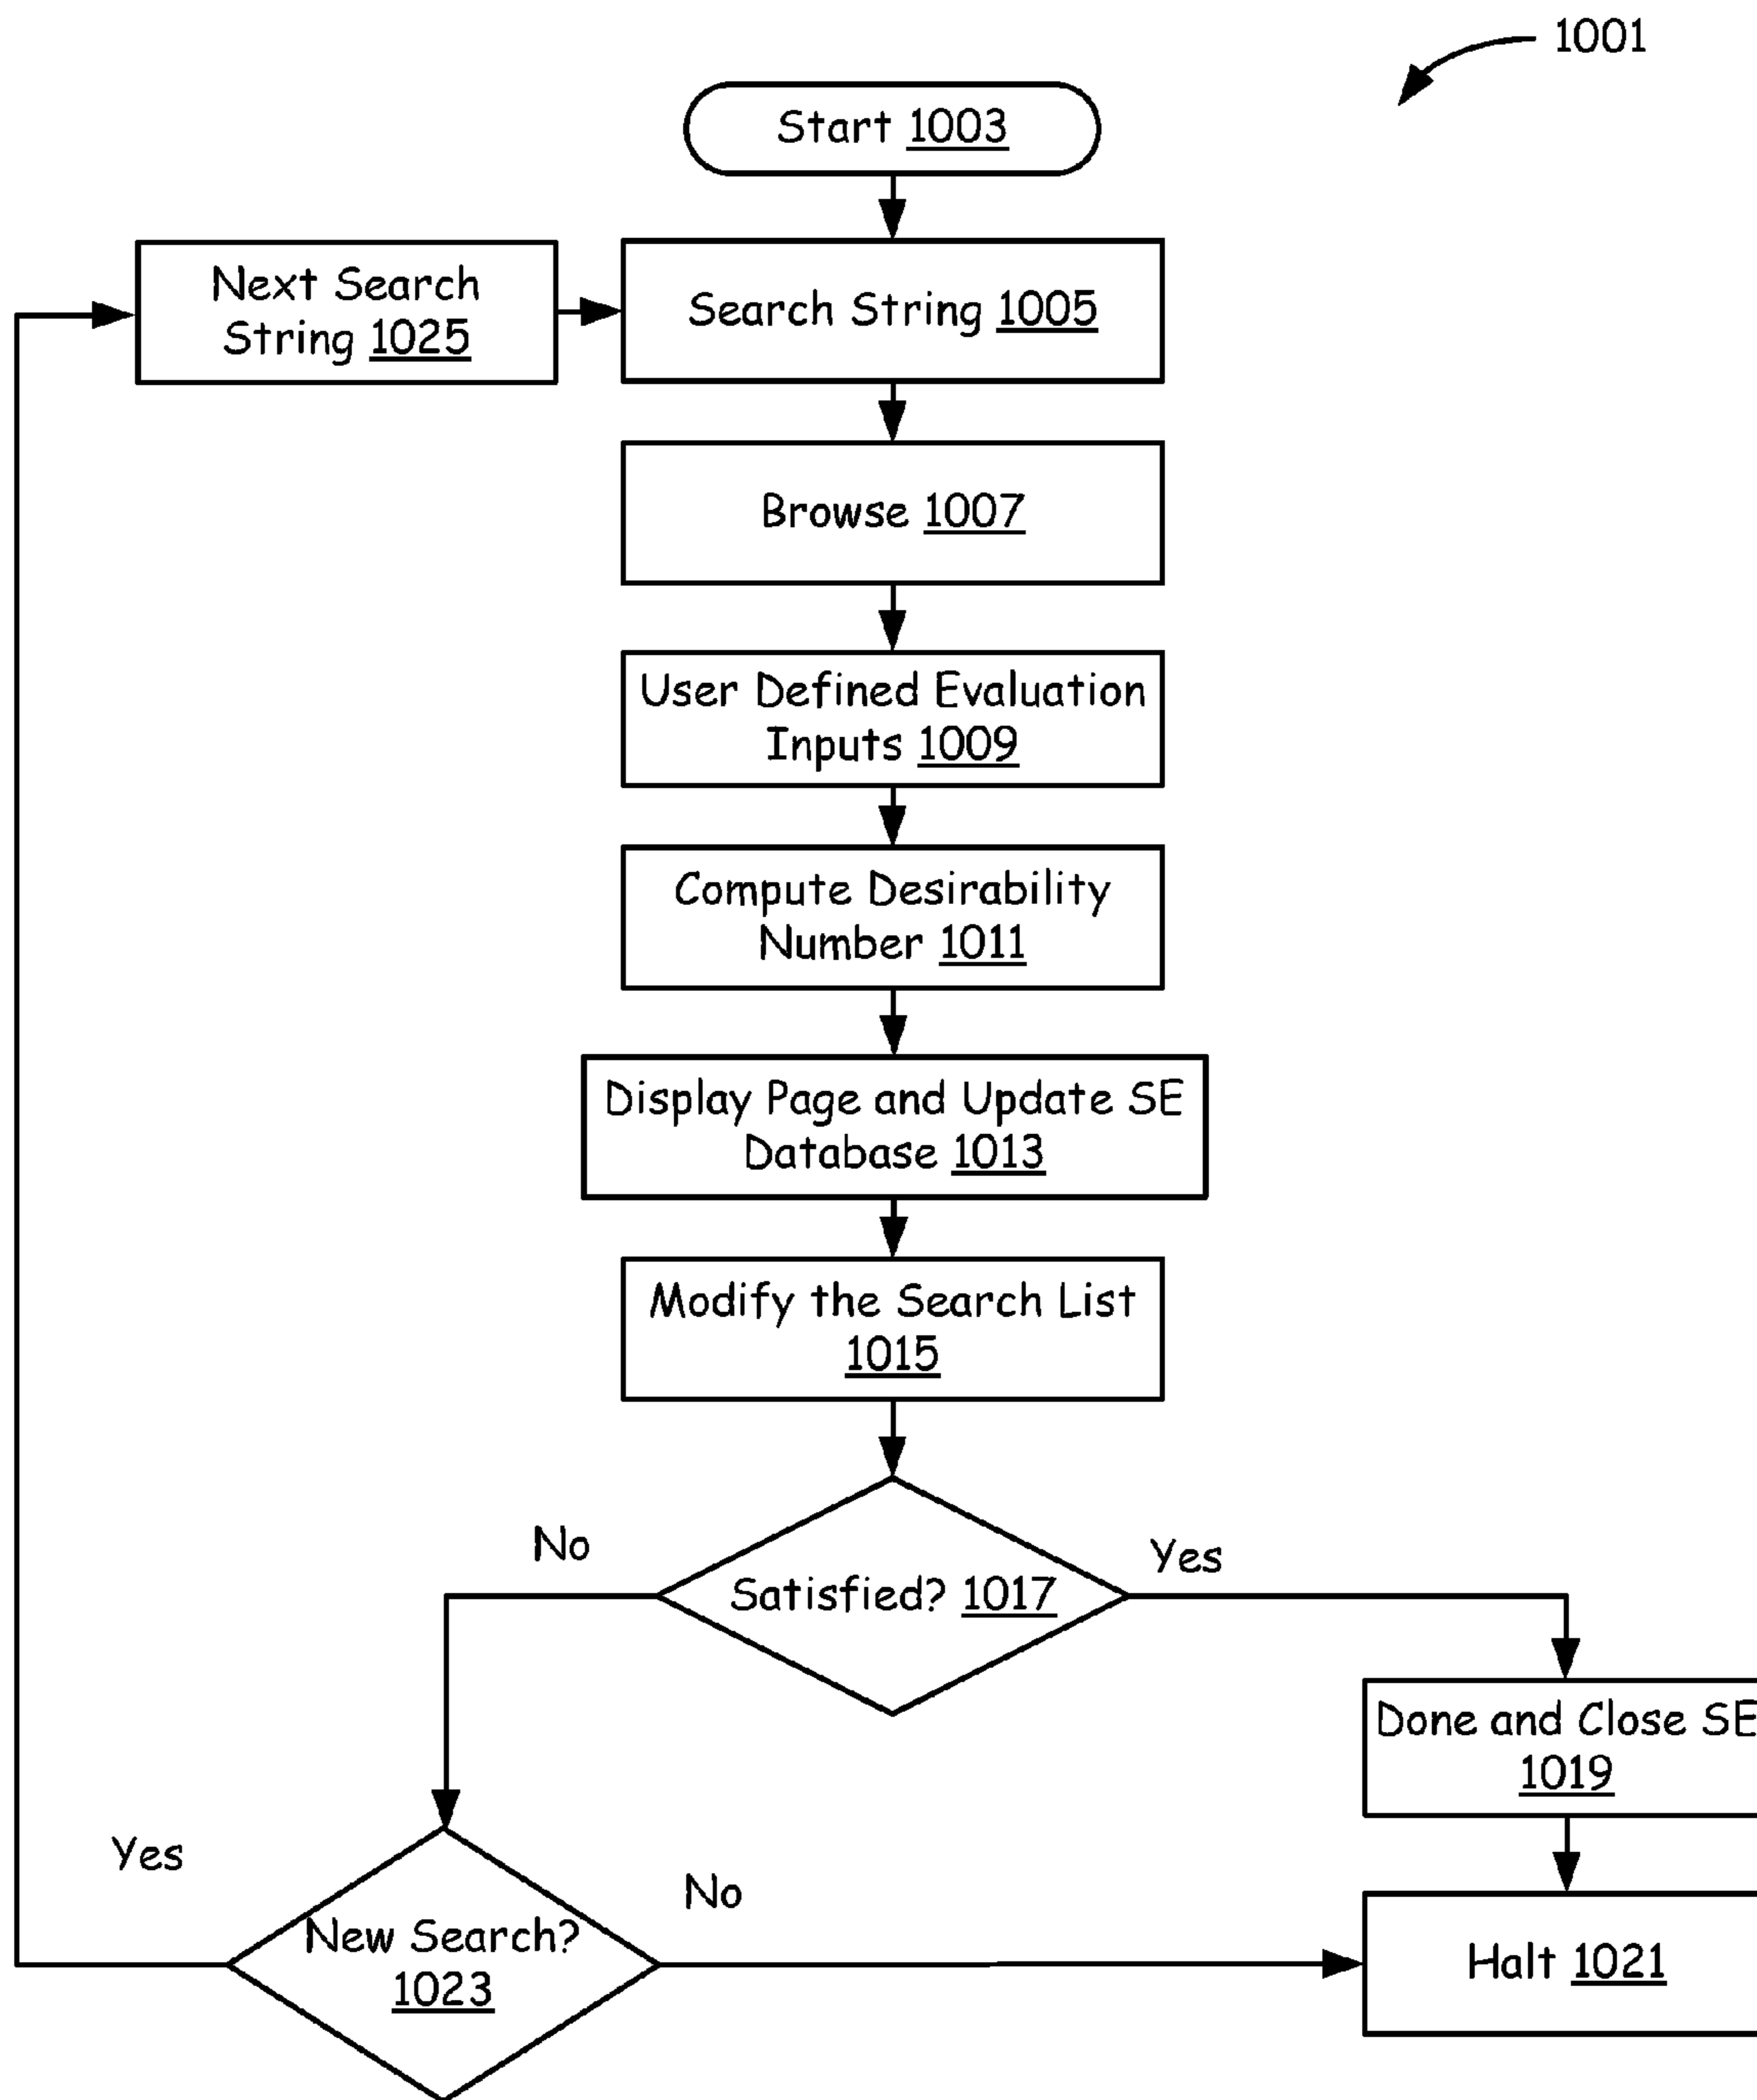 1001
Start 1003
Next Search
String 1025
Search String 1005
Browse 1007
User Defined Evaluation
Inputs 1009
Compute Desirability
Number 1011
Display Page and Update SE
Database 1013
Modify the Search List
1015
No
Yes
Satisfied? 1017
Done and Close SE
1019
Yes
No
New Search?
1023
Halt 1021